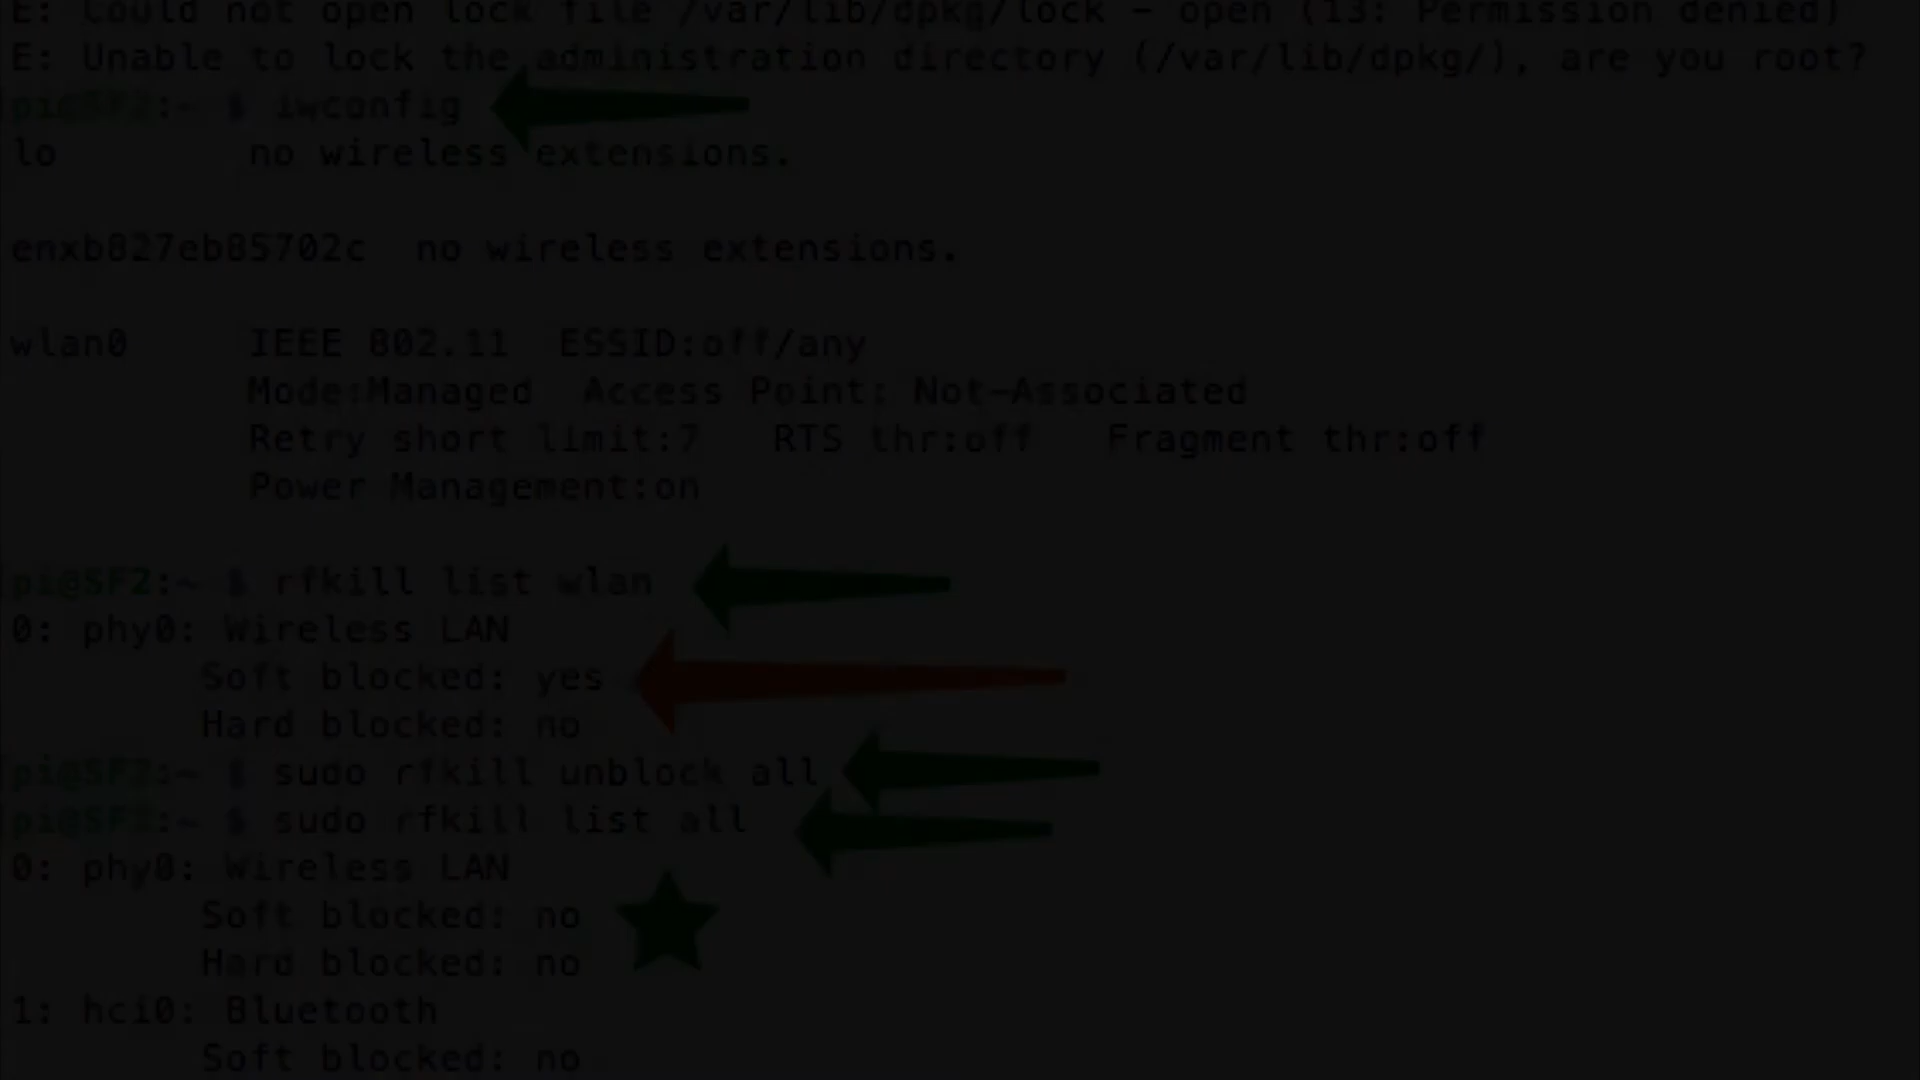 E: Could not open lock file /var/lib/dpkg/lock - open (13: Permission denied)
E: Unable to lock the administration directory (/var/lib/dpkg/), are you root?
pi@SF2:~ $ iwconfig
lo        no wireless extensions.
enxb827eb85702c  no wireless extensions.
wlan0     IEEE 802.11  ESSID:off/any
Mode:Managed  Access Point: Not-Associated
Retry short limit:7   RTS thr:off   Fragment thr:off
Power Management:on
pi@SF2:~ $ rfkill list wlan
0: phy0: Wireless LAN
Soft blocked: yes
Hard blocked: no
pi@SF2:~ $ sudo rfkill unblock all
pi@SF2:~ $ sudo rfkill list all
0: phy0: Wireless LAN
Soft blocked: no
Hard blocked: no
1: hci0: Bluetooth
Soft blocked: no